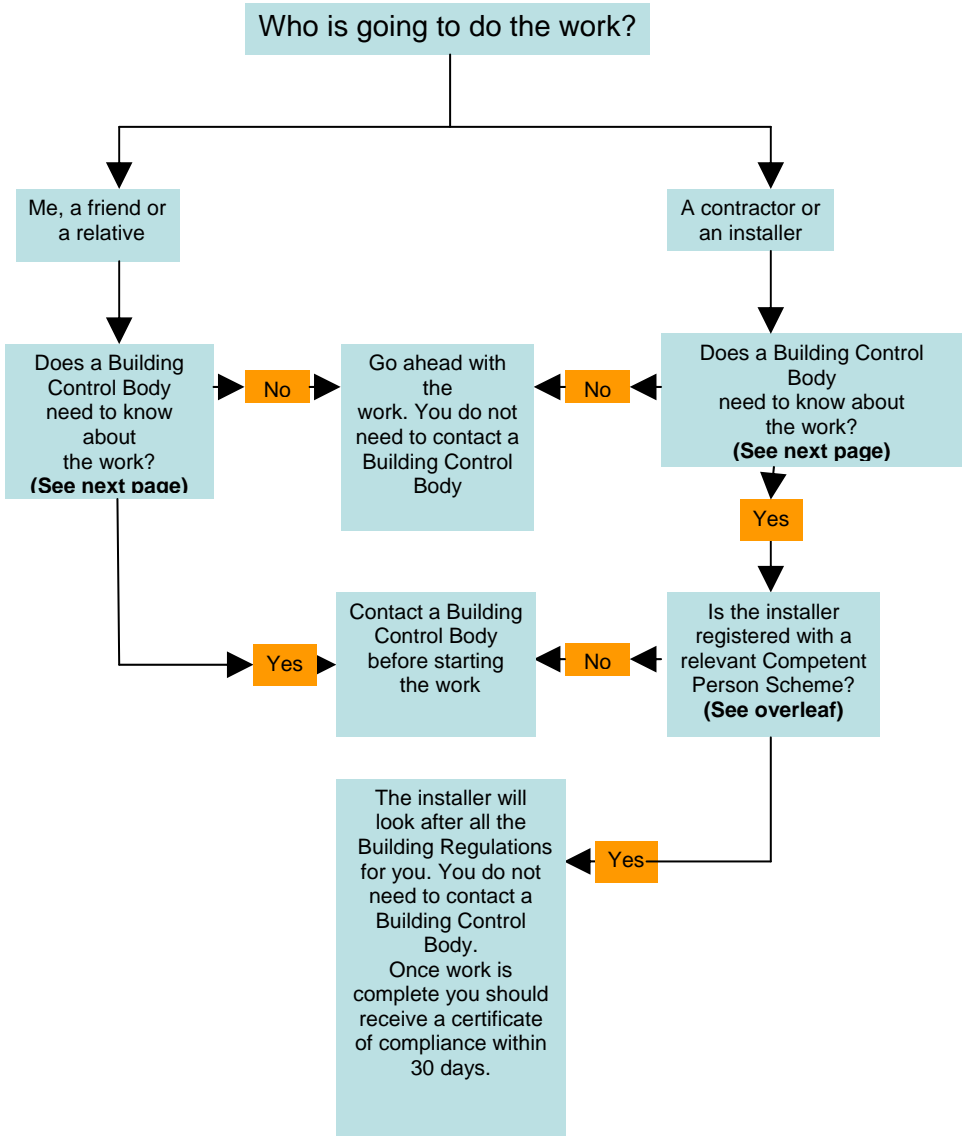 Who is going to do the work?
Me, a friend or
a relative
A contractor or
an installer
Does a Building
Control Body
need to know
about
the work?
(See next page)
No
Go ahead with
the
work. You do not
need to contact a
Building Control
Body
No
Does a Building Control
Body
need to know about
the work?
(See next page)
Yes
Yes
Contact a Building
Control Body
before starting
the work
No
Is the installer
registered with a
relevant Competent
Person Scheme?
(See overleaf)
The installer will
look after all the
Building Regulations
for you. You do not
need to contact a
Building Control
Body.
Once work is
complete you should
receive a certificate
of compliance within
30 days.
Yes